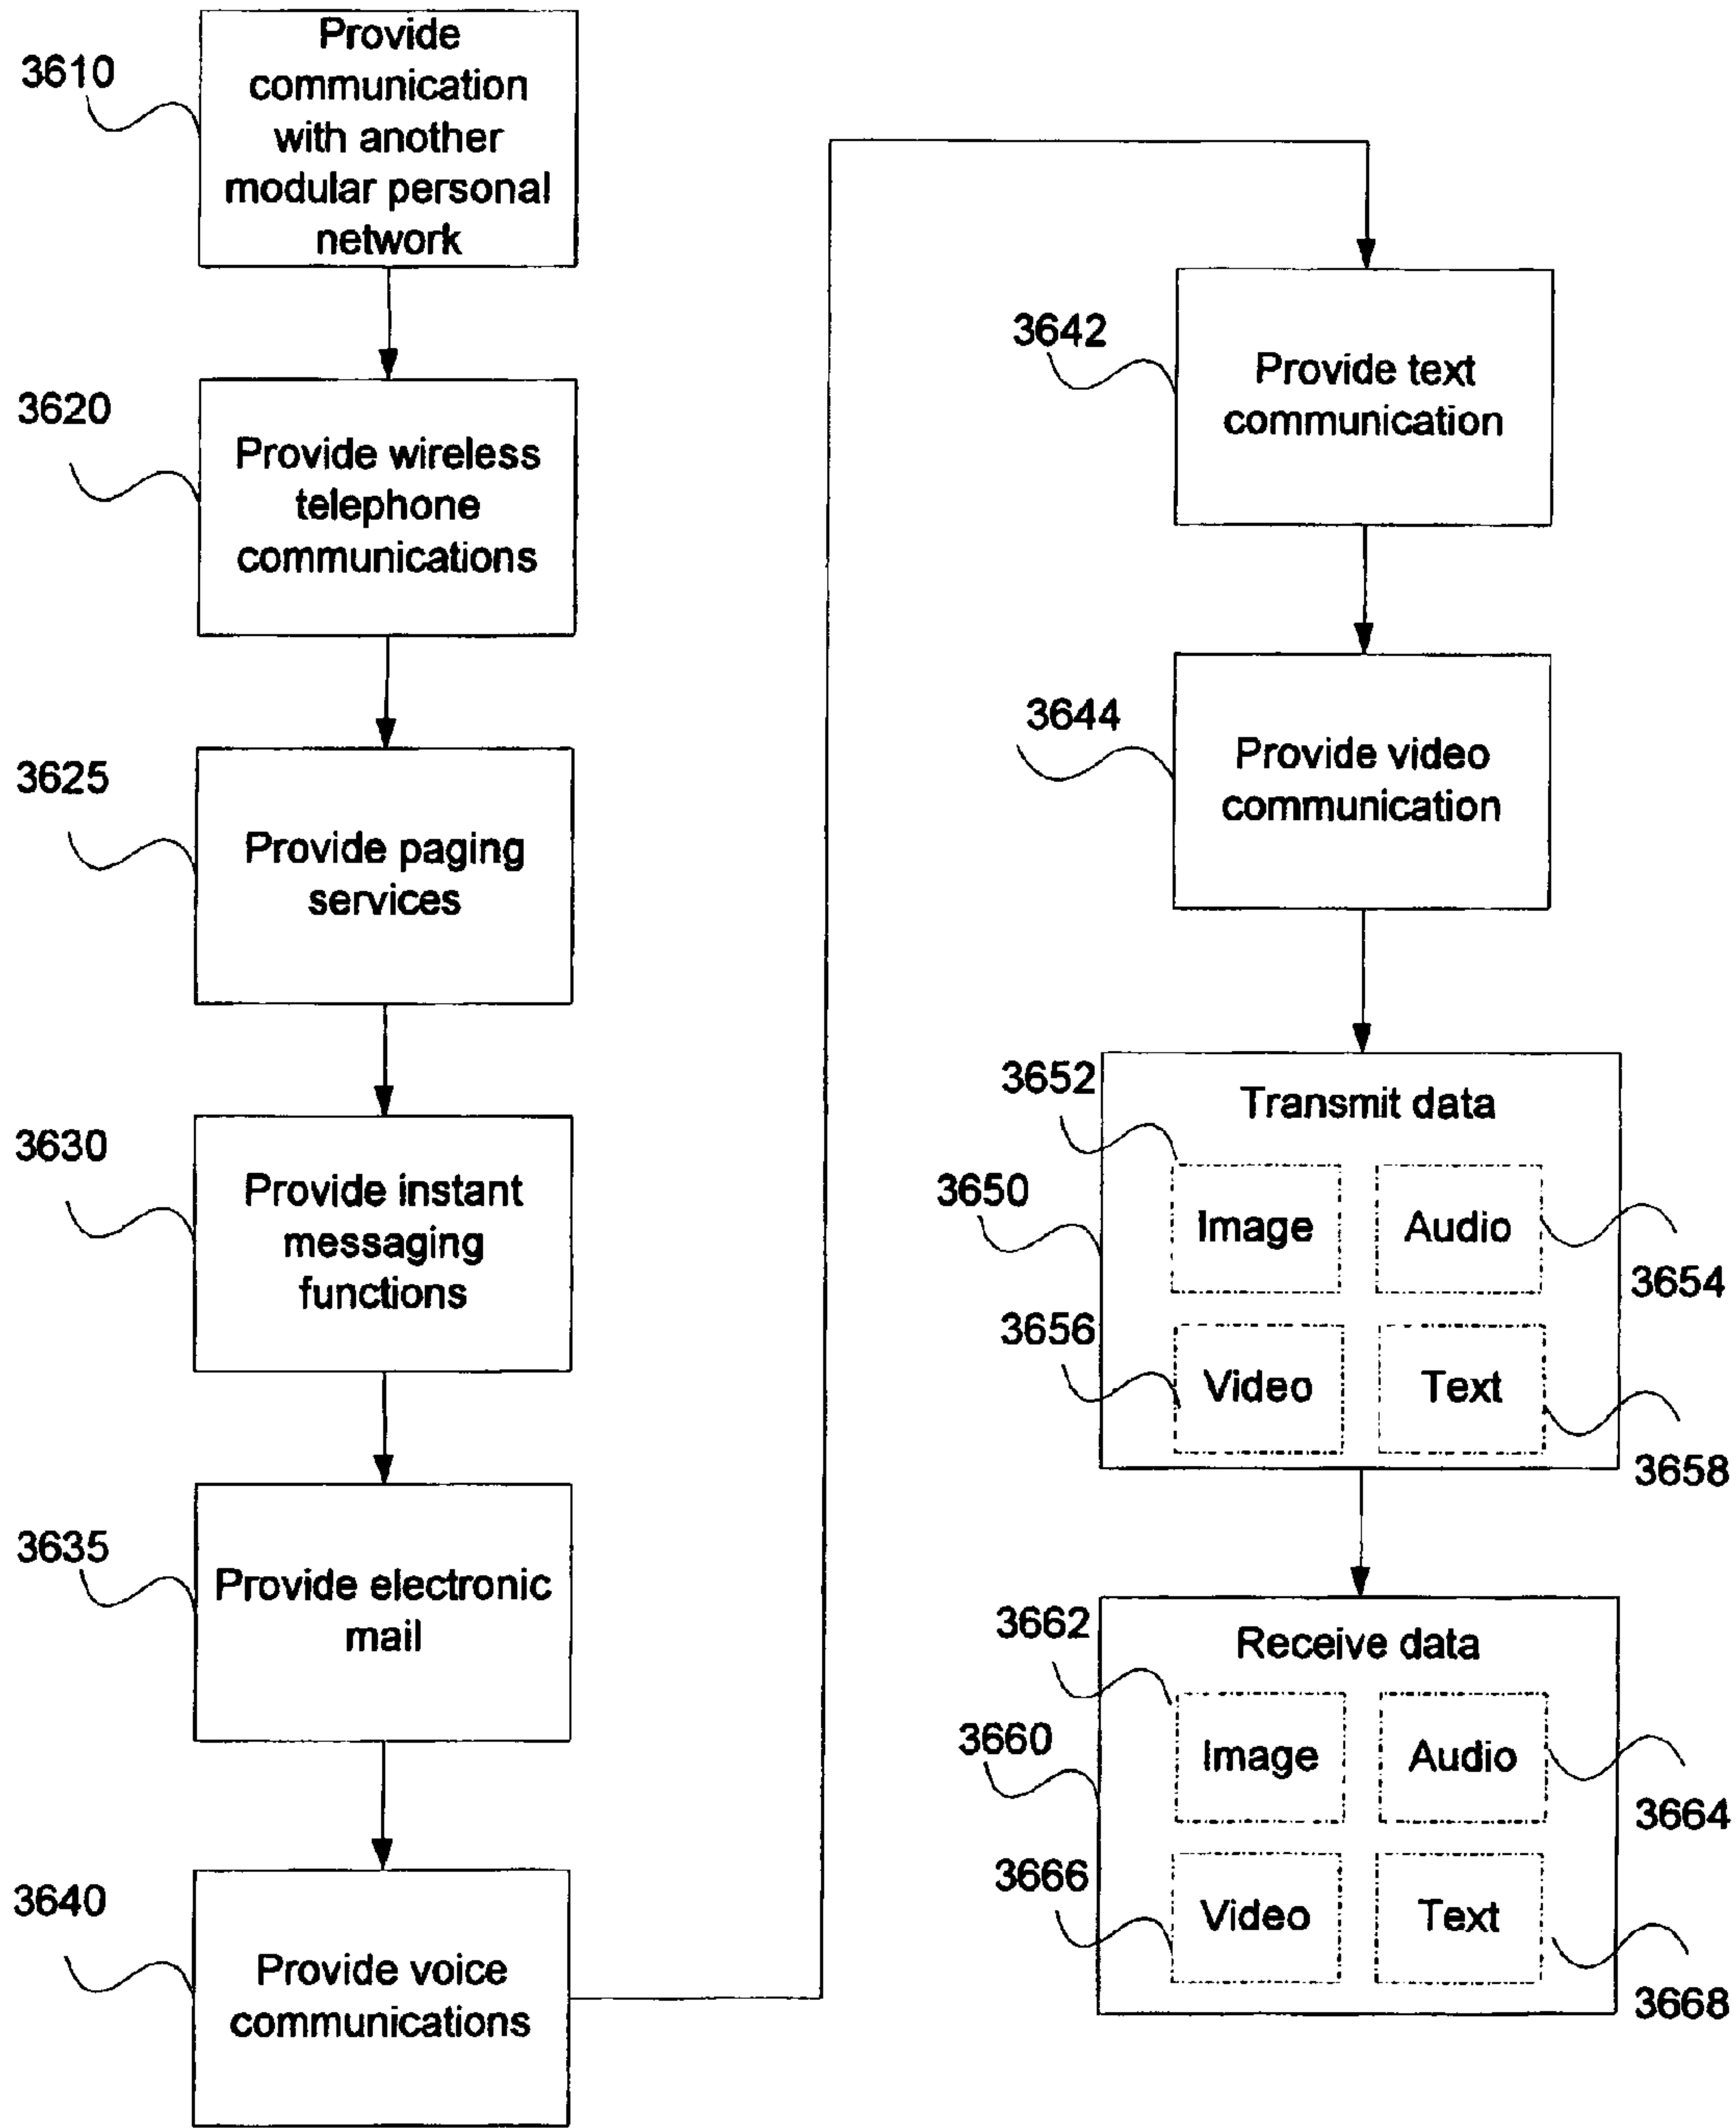 3610
Provide
communication
with another
modular personal
network
3620
Provide wireless
telephone
communications
3625
Provide paging
services
3630
Provide instant
messaging
functions
3635
Provide electronic
mail
3640
Provide voice
communications
3642
Provide text
communication
3644
Provide video
communication
3650
Transmit data
3652
Image
Audio
3654
3656
Video
Text
3658
3660
Receive data
3662
Image
Audio
3664
3666
Video
Text
3668